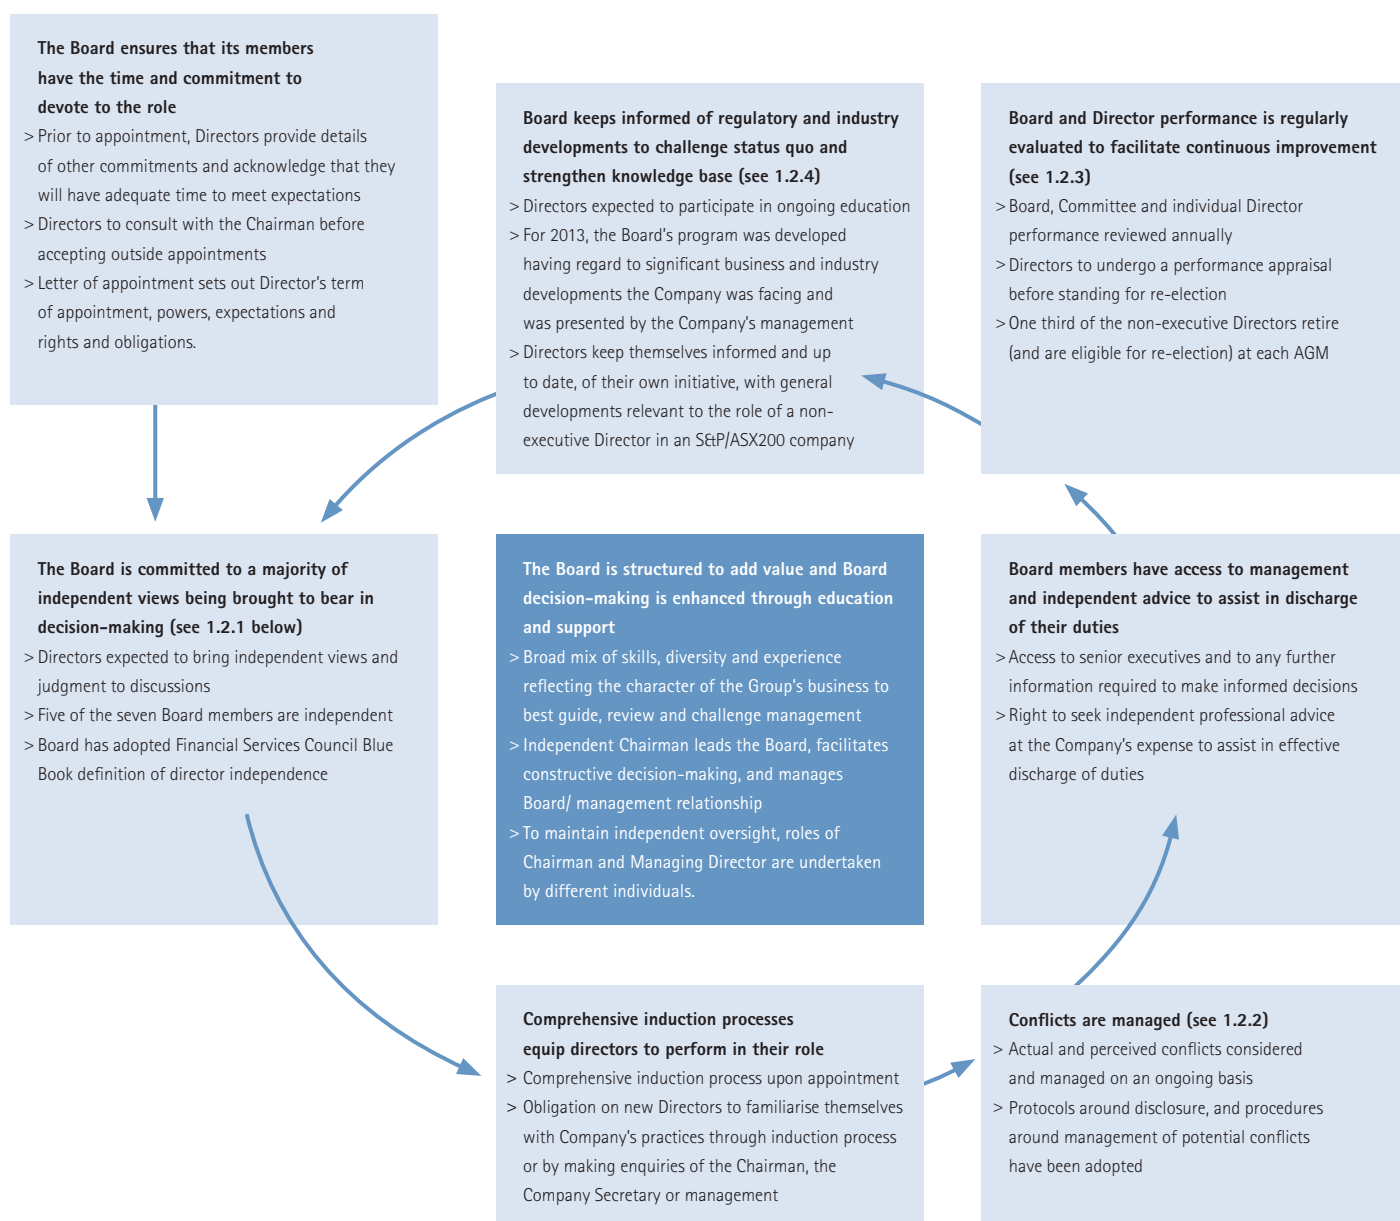 The Board ensures that its members
have the time and commitment to
devote to the role
> Prior to appointment, Directors provide details
of other commitments and acknowledge that they
will have adequate time to meet expectations
> Directors to consult with the Chairman before
accepting outside appointments
> Letter of appointment sets out Director's term
of appointment, powers, expectations and
rights and obligations.
Board keeps informed of regulatory and industry
developments to challenge status quo and
strengthen knowledge base (see 1.2.4)
> Directors expected to participate in ongoing education
> For 2013, the Board's program was developed
having regard to significant business and industry
developments the Company was facing and
was presented by the Company's management
> Directors keep themselves informed and up
to date, of their own initiative, with general
developments relevant to the role of a non-
executive Director in an S&P/ASX200 company
Board and Director performance is regularly
evaluated to facilitate continuous improvement
(see 1.2.3)
> Board, Committee and individual Director
performance reviewed annually
> Directors to undergo a performance appraisal
before standing for re-election
> One third of the non-executive Directors retire
(and are eligible for re-election) at each AGM
The Board is committed to a majority of
independent views being brought to bear in
decision-making (see 1.2.1 below)
> Directors expected to bring independent views and
judgment to discussions
> Five of the seven Board members are independent
> Board has adopted Financial Services Council Blue
Book definition of director independence
The Board is structured to add value and Board
decision-making is enhanced through education
and support
> Broad mix of skills, diversity and experience
reflecting the character of the Group's business to
best guide, review and challenge management
> Independent Chairman leads the Board, facilitates
constructive decision-making, and manages
Board/ management relationship
> To maintain independent oversight, roles of
Chairman and Managing Director are undertaken
by different individuals.
Board members have access to management
and independent advice to assist in discharge
of their duties
> Access to senior executives and to any further
information required to make informed decisions
> Right to seek independent professional advice
at the Company's expense to assist in effective
discharge of duties
Comprehensive induction processes
equip directors to perform in their role
> Comprehensive induction process upon appointment
> Obligation on new Directors to familiarise themselves
with Company's practices through induction process
or by making enquiries of the Chairman, the
Company Secretary or management
Conflicts are managed (see 1.2.2)
> Actual and perceived conflicts considered
and managed on an ongoing basis
> Protocols around disclosure, and procedures
around management of potential conflicts
have been adopted